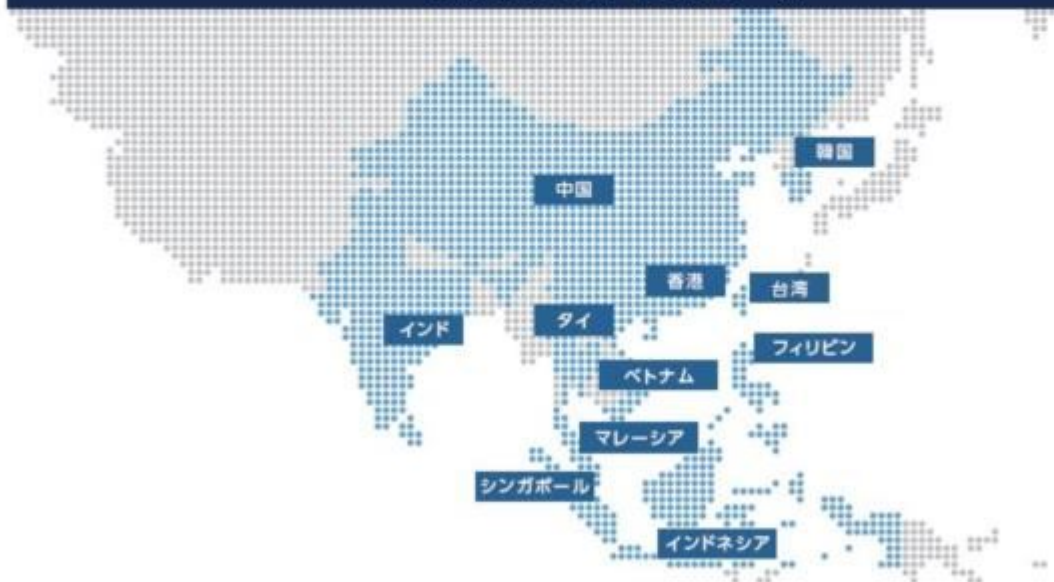 韓国
中国
香港
台湾
インド
タイ
フィリピン
ベトナム
マレーシア
シンガポール
インドネシア